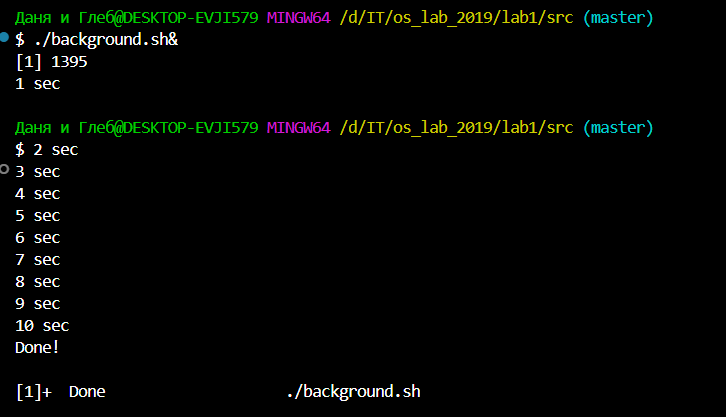 Даня и Глеб@DESKTOP-EVJI579 MINGW64 /d/IT/os_lab_2019/lab1/src (master)
$ ./background.sh&
[1] 1395
1 sec
Даня и Глеб@DESKTOP-EVJI579 MINGW64 /d/IT/os_lab_2019/lab1/src (master)
$ 2 sec
3 sec
4 sec
5 sec
6 sec
7 sec
8 sec
9 sec
10 sec
Done!
[1]+  Done                    ./background.sh